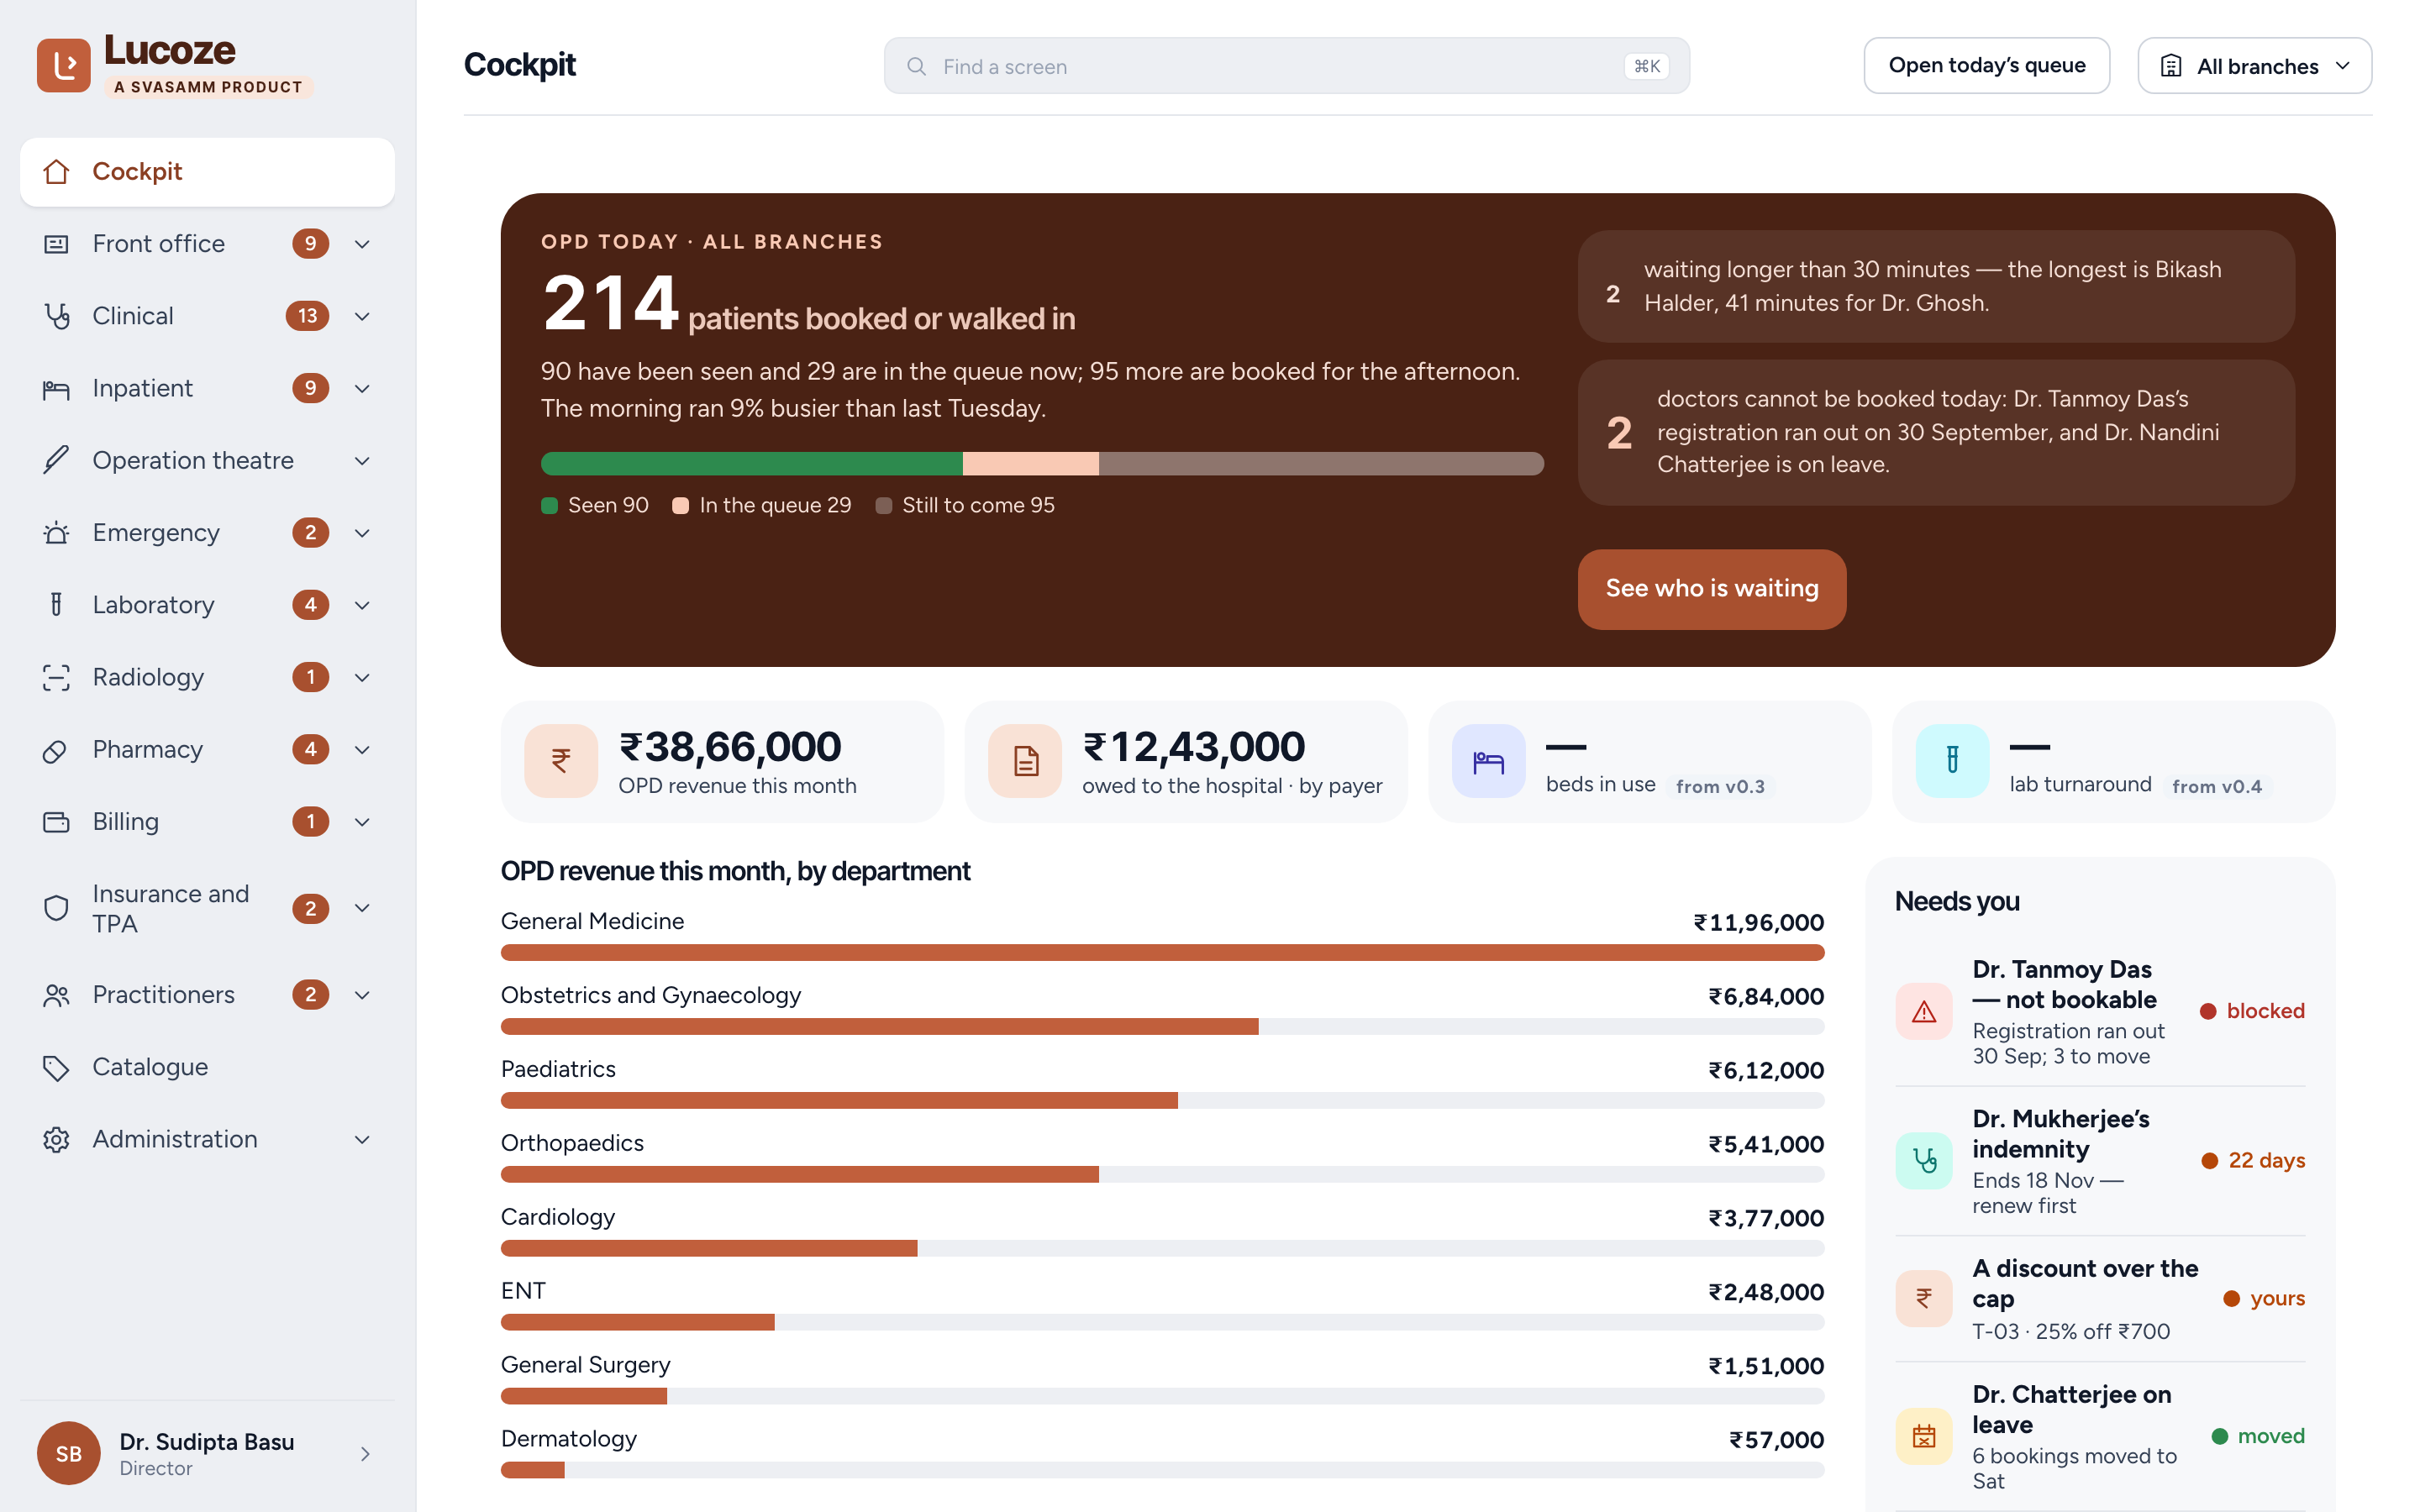 Lucoze
A SVASAMM PRODUCT
Cockpit
Front office 9
Clinical 13
Inpatient 9
Operation theatre
Emergency 2
Laboratory 4
Radiology 1
Pharmacy 4
Billing 1
Insurance and
TPA 2
Practitioners 2
Catalogue
Administration
SB
Dr. Sudipta Basu
Director
Cockpit
Find a screen ⌘K
Open today’s queue
All branches
OPD TODAY · ALL BRANCHES
214 patients booked or walked in
90 have been seen and 29 are in the queue now; 95 more are booked for the afternoon.
The morning ran 9% busier than last Tuesday.
Seen 90 In the queue 29 Still to come 95
2
waiting longer than 30 minutes — the longest is Bikash
Halder, 41 minutes for Dr. Ghosh.
2
doctors cannot be booked today: Dr. Tanmoy Das’s
registration ran out on 30 September, and Dr. Nandini
Chatterjee is on leave.
See who is waiting
₹
₹38,66,000
OPD revenue this month
₹12,43,000
owed to the hospital · by payer
—
beds in use from v0.3
—
lab turnaround from v0.4
OPD revenue this month, by department
General Medicine ₹11,96,000
Obstetrics and Gynaecology ₹6,84,000
Paediatrics ₹6,12,000
Orthopaedics ₹5,41,000
Cardiology ₹3,77,000
ENT ₹2,48,000
General Surgery ₹1,51,000
Dermatology ₹57,000
Needs you
Dr. Tanmoy Das
— not bookable
Registration ran out
30 Sep; 3 to move
blocked
Dr. Mukherjee’s
indemnity
Ends 18 Nov —
renew first
22 days
₹
A discount over the
cap
T-03 · 25% off ₹700
yours
Dr. Chatterjee on
leave
6 bookings moved to
Sat
moved